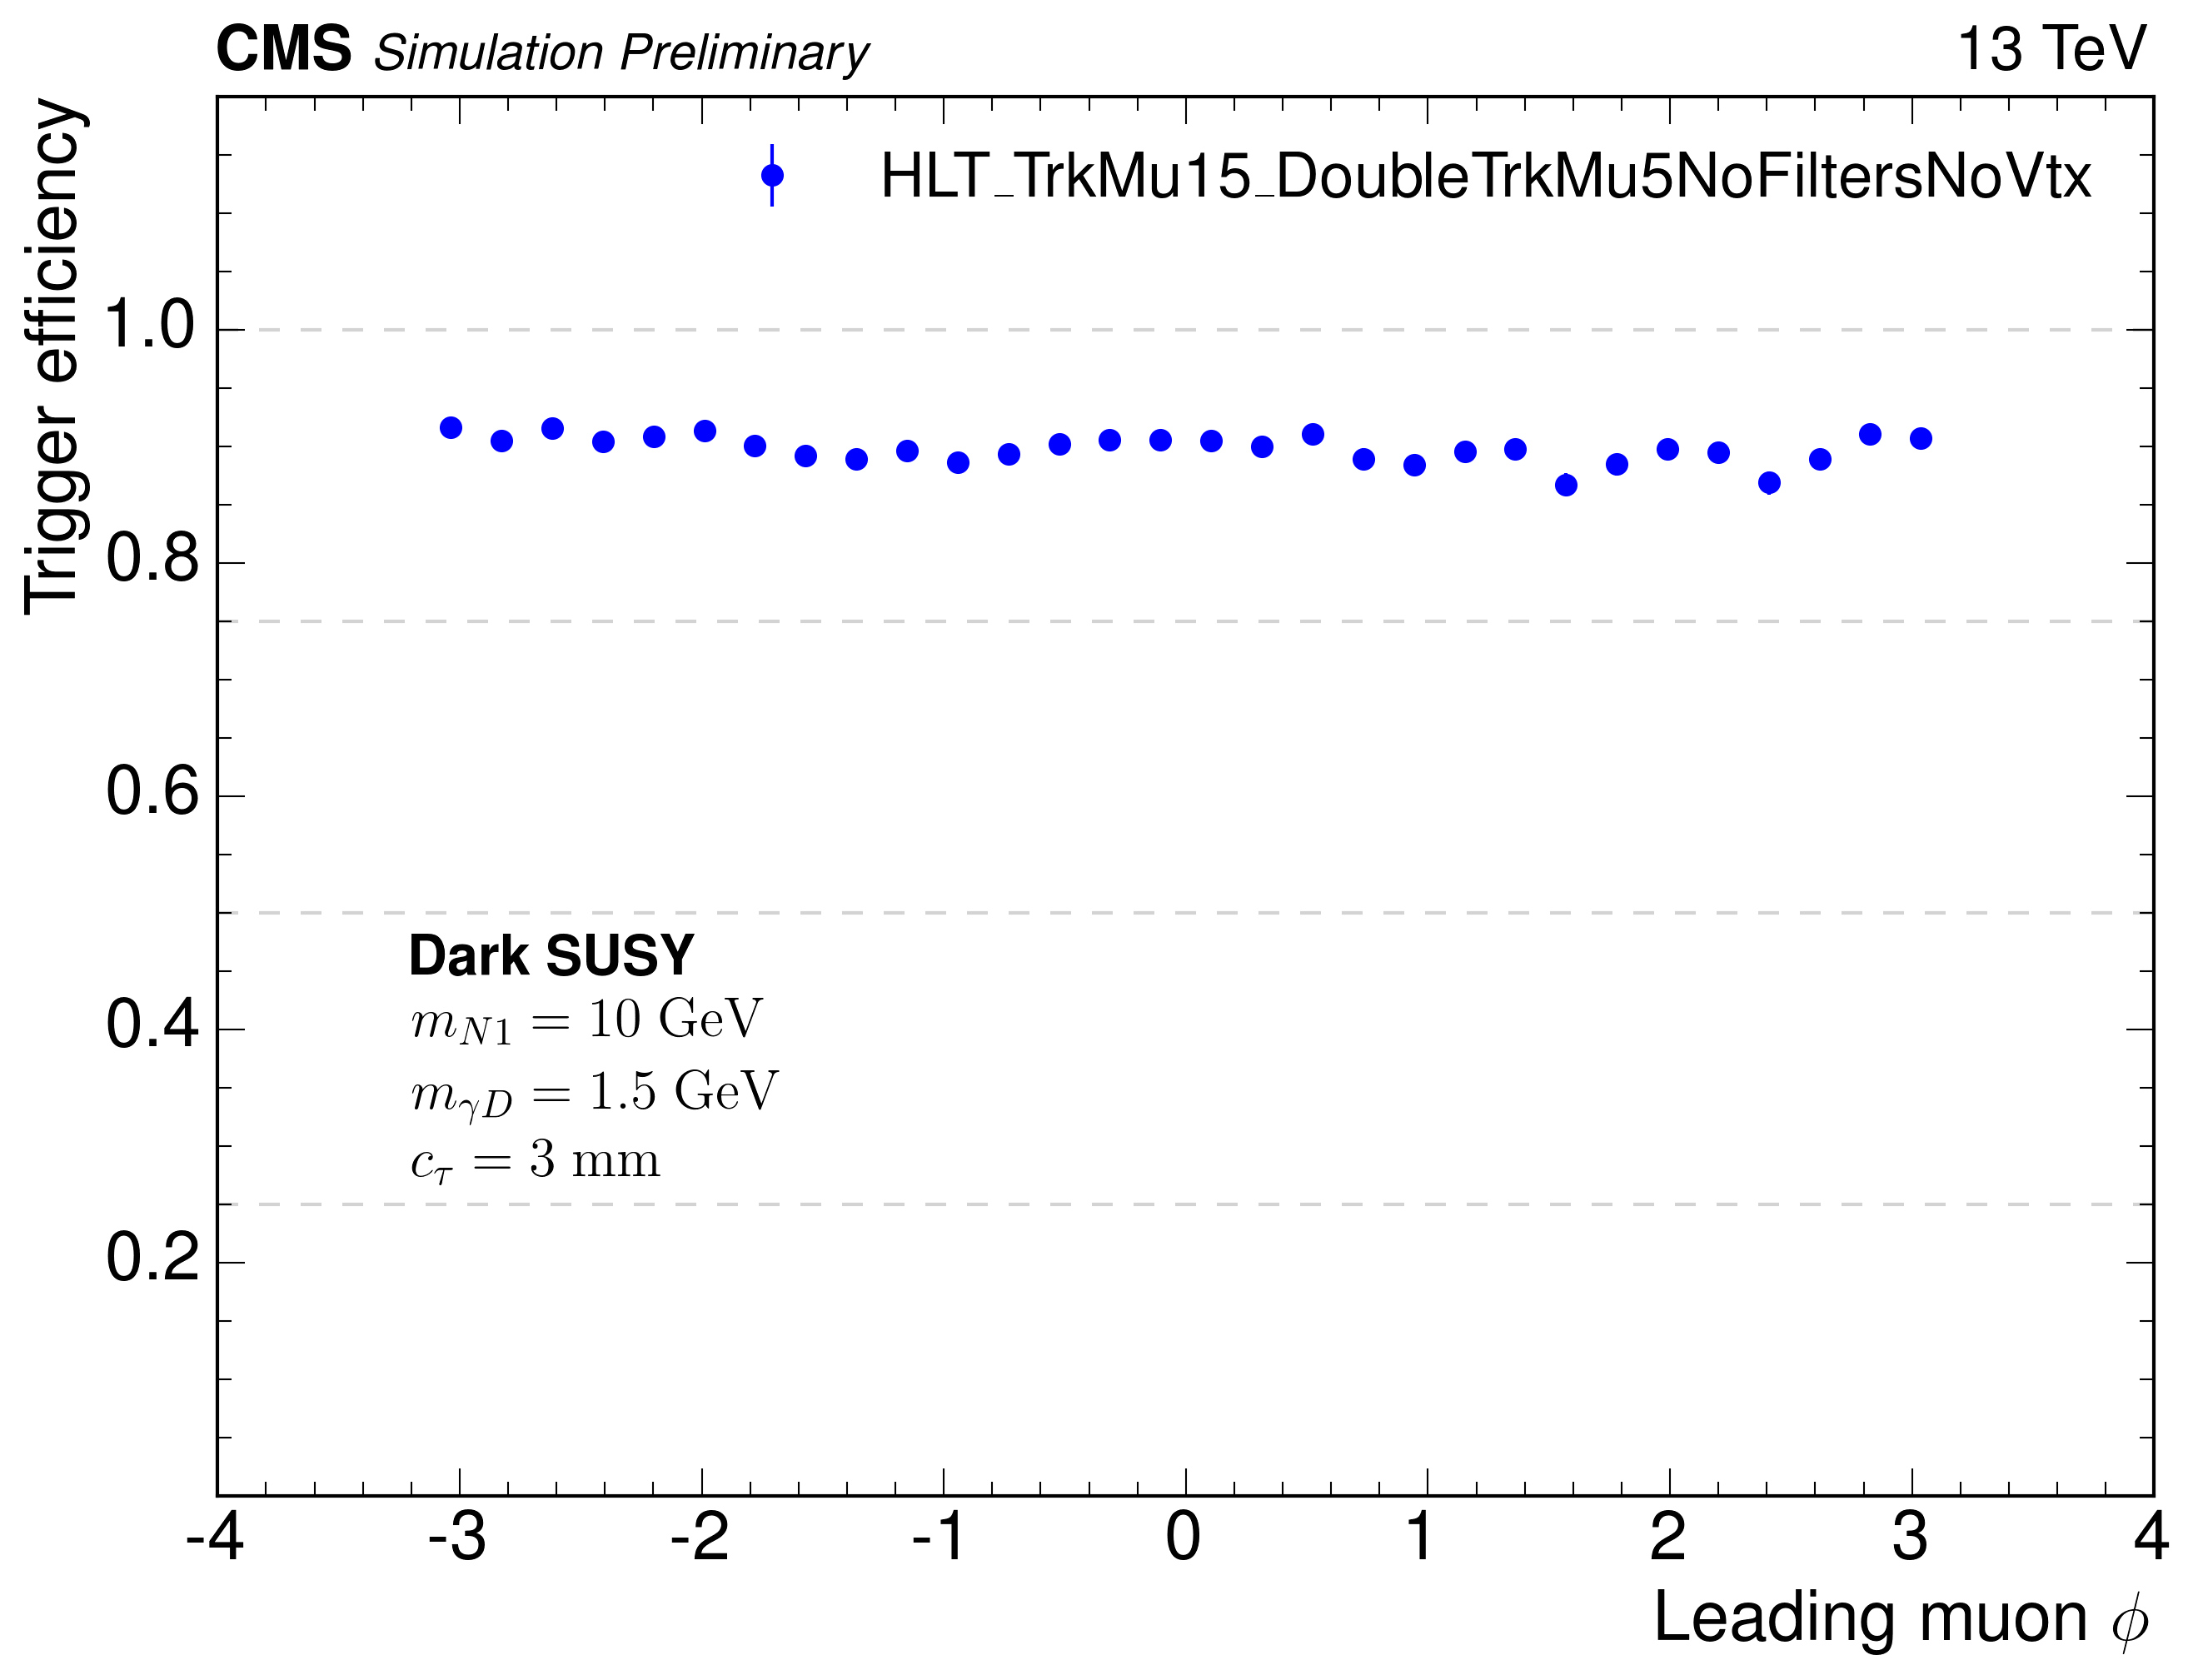 CMS Simulation Preliminary 13 TeV
Trigger efficiency
HLT_TrkMu15_DoubleTrkMu5NoFiltersNoVtx
1.0
0.8
0.6
0.4
0.2
Dark SUSY
m_{N1} = 10 GeV
m_{γD} = 1.5 GeV
c_τ = 3 mm
-4 -3 -2 -1 0 1 2 3 4
Leading muon ϕ